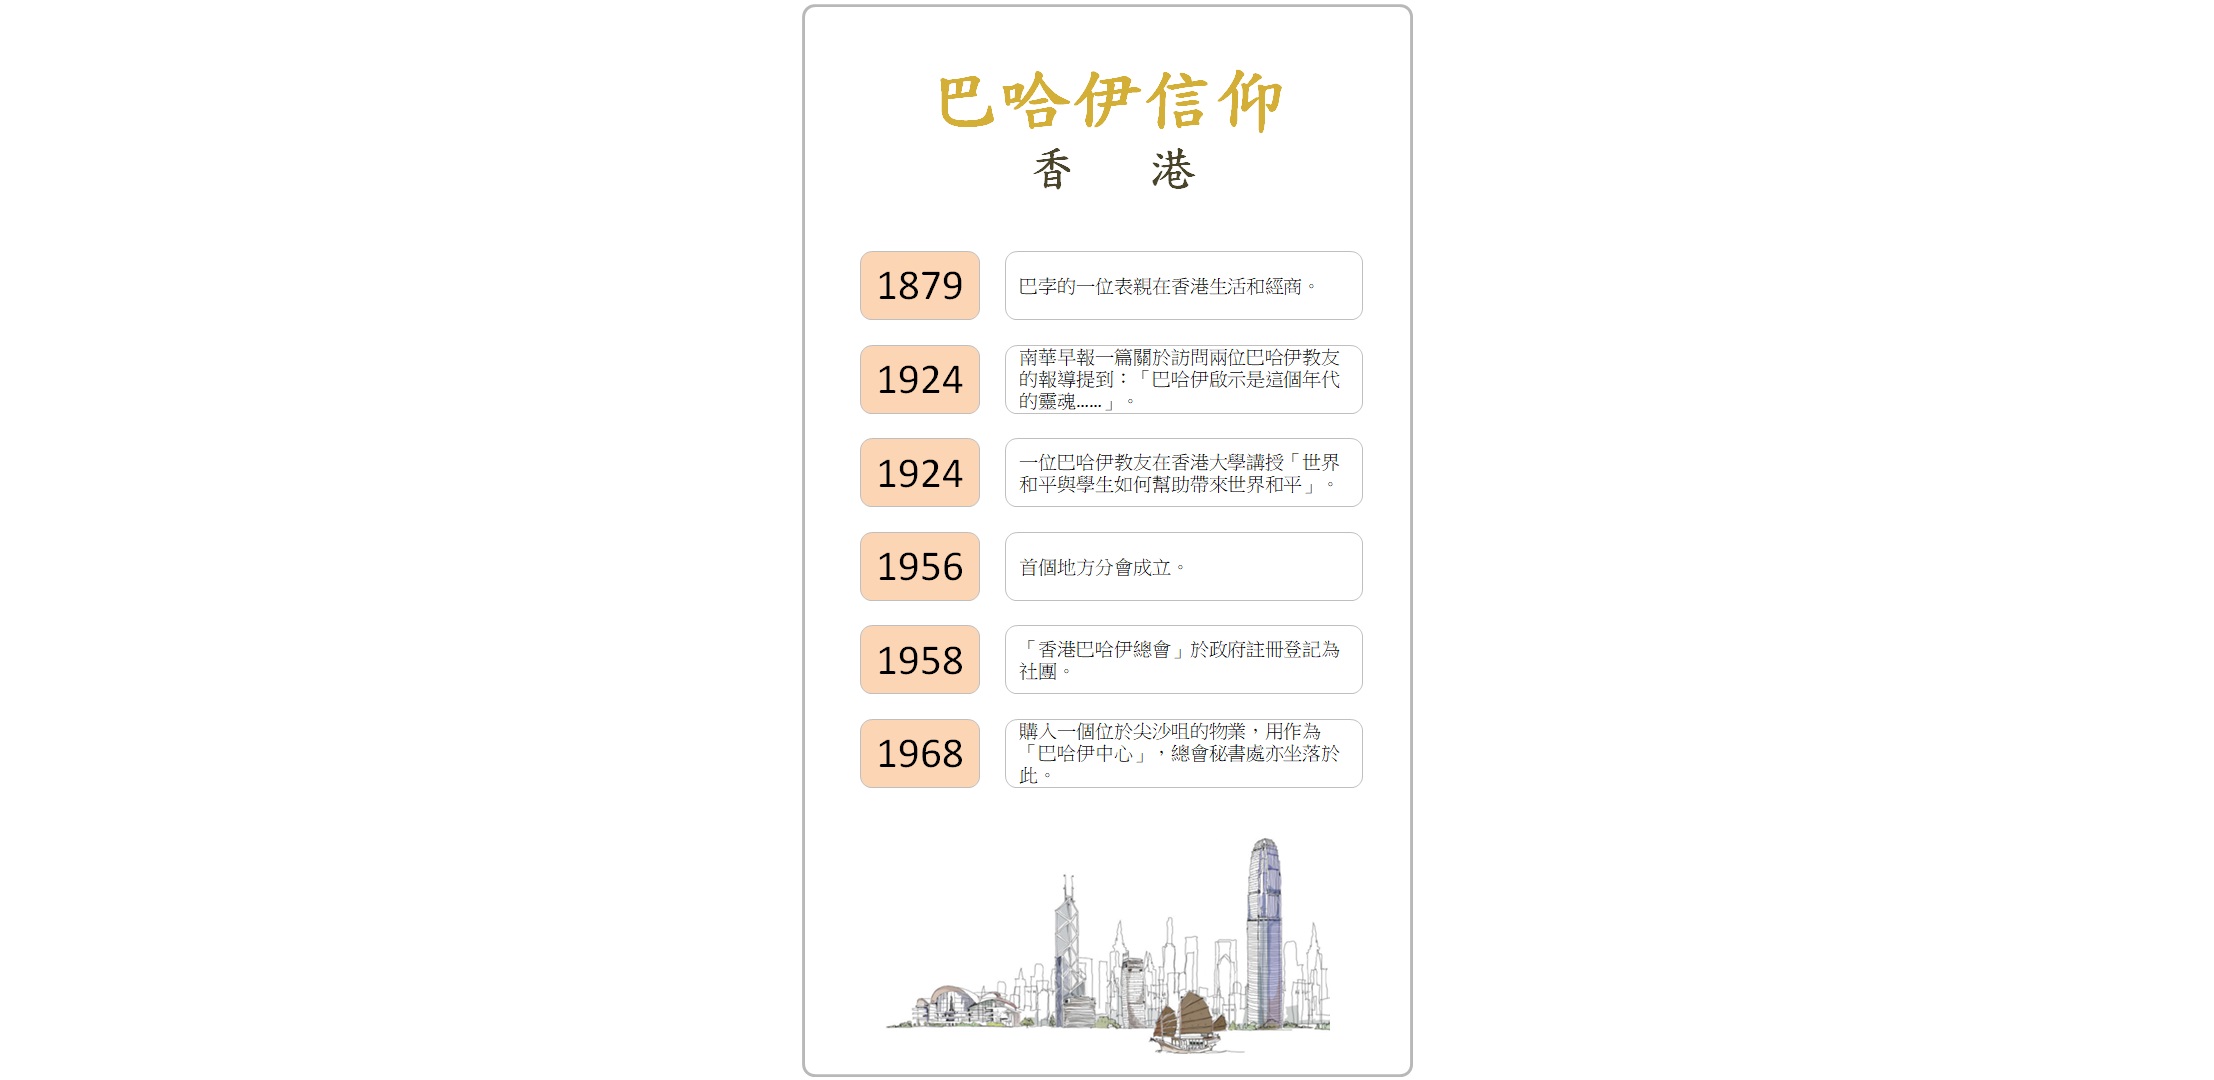 巴哈伊信仰
香 港
1879
巴孛的一位表親在香港生活和經商。
1924
南華早報一篇關於訪問兩位巴哈伊教友
的報導提到：「巴哈伊啟示是這個年代
的靈魂……」。
1924
一位巴哈伊教友在香港大學講授「世界
和平與學生如何幫助帶來世界和平」。
1956
首個地方分會成立。
1958
「香港巴哈伊總會」於政府註冊登記為
社團。
1968
購入一個位於尖沙咀的物業，用作為
「巴哈伊中心」，總會秘書處亦坐落於
此。